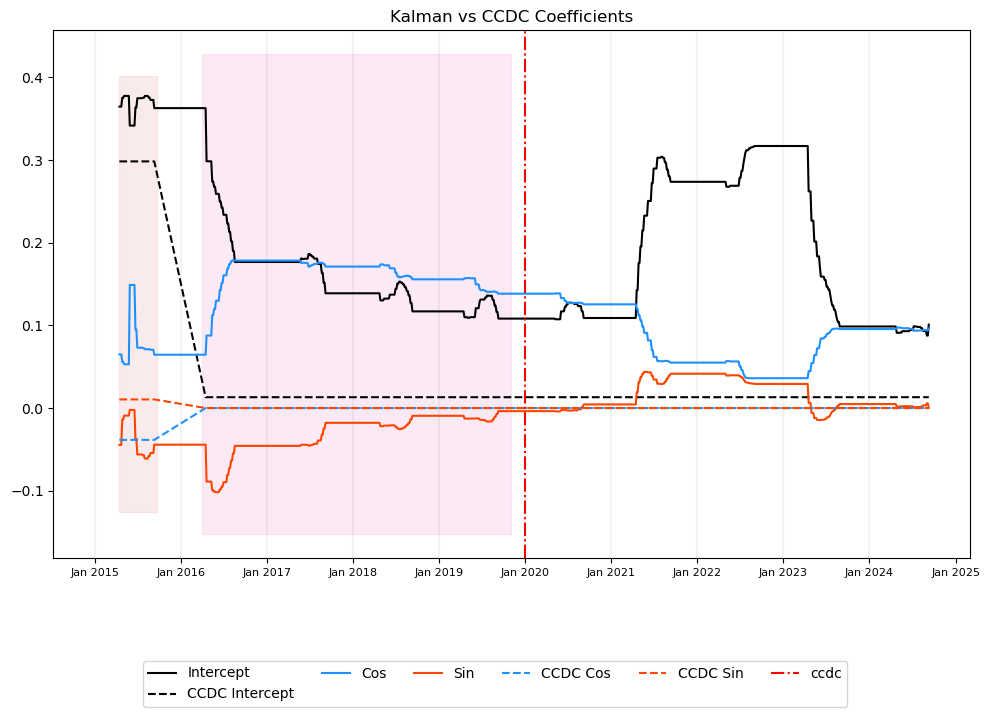 Kalman vs CCDC Coefficients
0.4
0.3
0.2
0.1
0.0
−0.1
Jan 2015 Jan 2016 Jan 2017 Jan 2018 Jan 2019 Jan 2020 Jan 2021 Jan 2022 Jan 2023 Jan 2024 Jan 2025
Intercept Cos Sin CCDC Cos CCDC Sin ccdc
CCDC Intercept